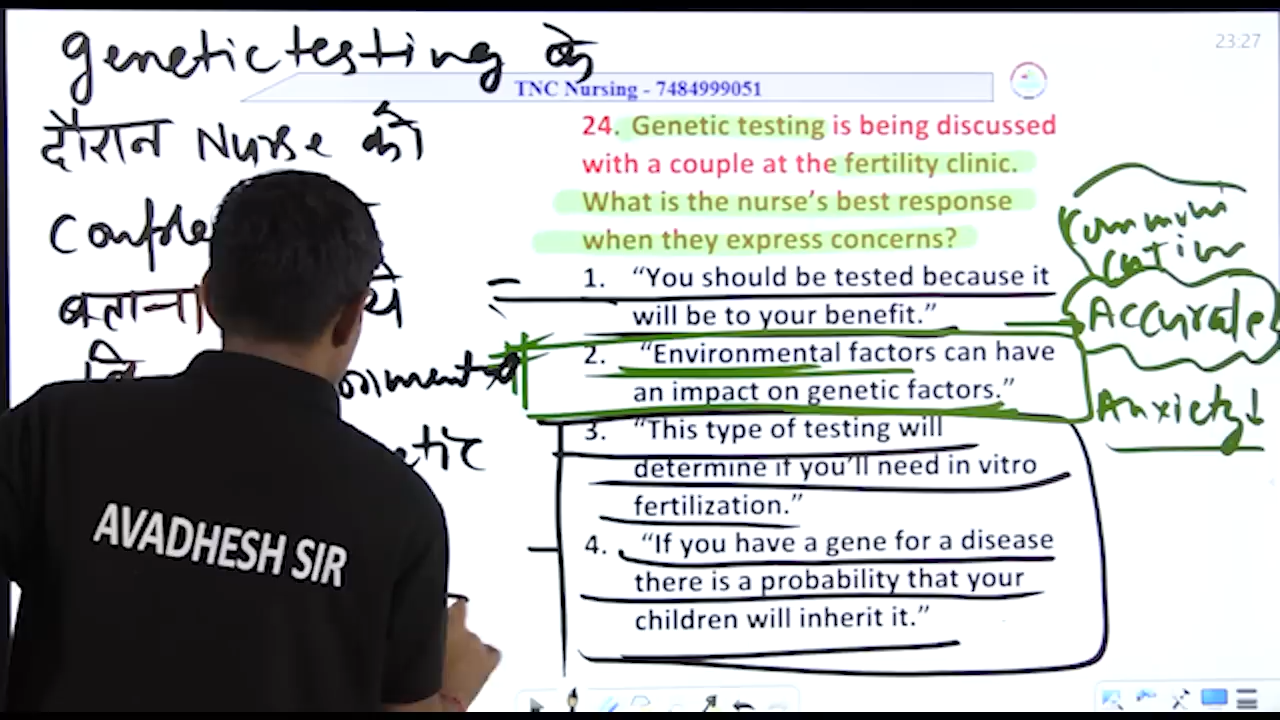 23:27
TNC Nursing - 7484999051
genetic testing के
दौरान Nurse को
बताना
24. Genetic testing is being discussed
with a couple at the fertility clinic.
What is the nurse’s best response
when they express concerns?
1. “You should be tested because it
will be to your benefit.”
2. “Environmental factors can have
an impact on genetic factors.”
3. “This type of testing will
determine if you’ll need in vitro
fertilization.”
4. “If you have a gene for a disease
there is a probability that your
children will inherit it.”
Communi
cation
Accurate
Anxiety↓
AVADHESH SIR